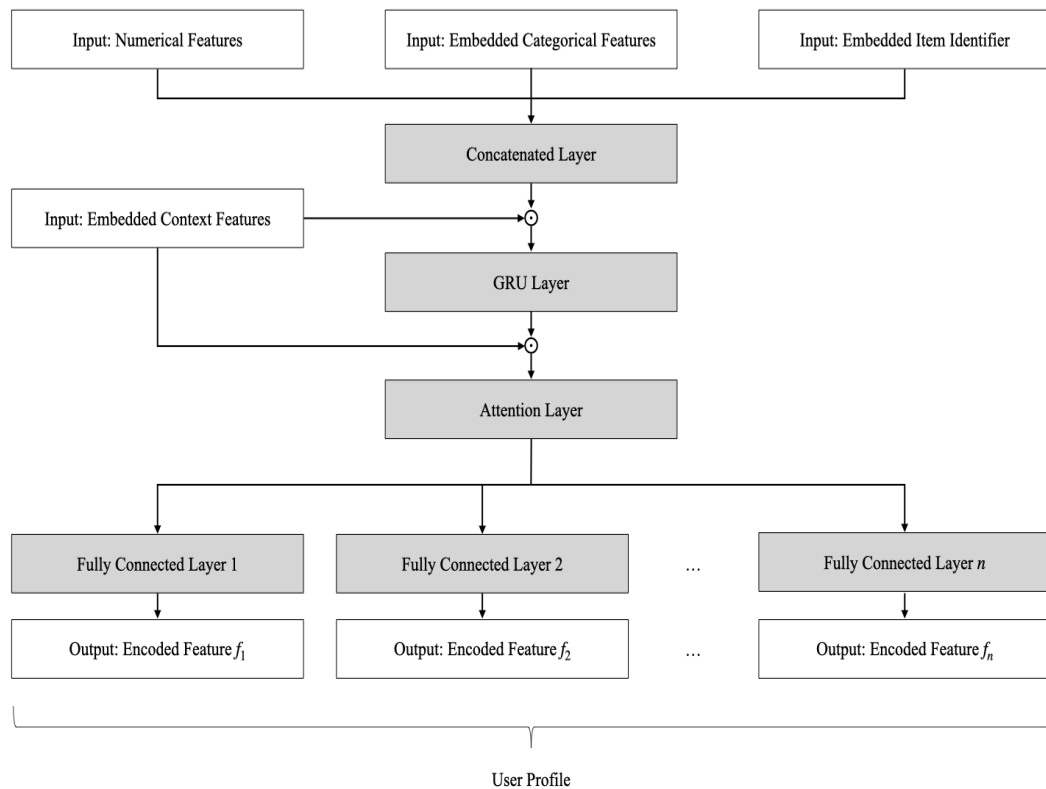 Input: Numerical Features
Input: Embedded Categorical Features
Input: Embedded Item Identifier
Concatenated Layer
Input: Embedded Context Features
GRU Layer
Attention Layer
Fully Connected Layer 1
Fully Connected Layer 2
...
Fully Connected Layer n
Output: Encoded Feature f₁
Output: Encoded Feature f₂
...
Output: Encoded Feature fₙ
User Profile